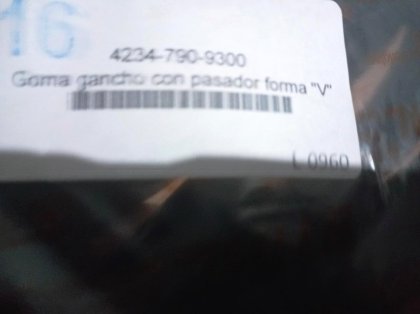 16
4234-790-9300
Goma gancho con pasador forma "V"
L 0960